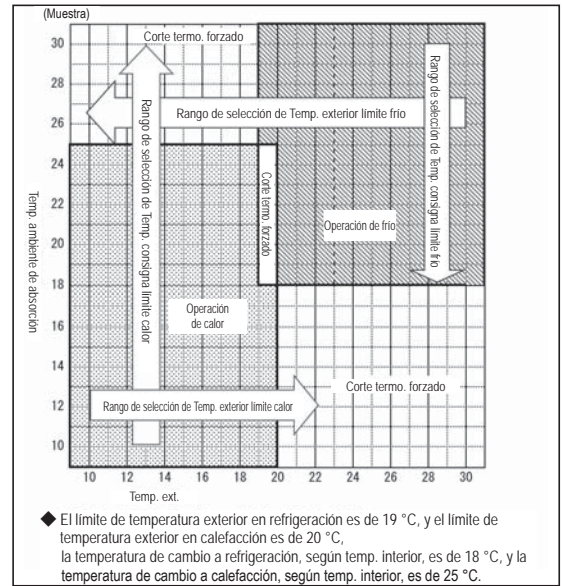 (Muestra)
Corte termo. forzado
Rango de selección de Temp. exterior límite frío
Rango de selección de Temp. consigna límite calor
Rango de selección de Temp. consigna límite frío
Corte termo. forzado
Operación de frío
Operación
de calor
Corte termo. forzado
Rango de selección de Temp. exterior límite calor
Temp. ambiente de absorción
30
28
26
24
22
20
18
16
14
12
10
10 12 14 16 18 20 22 24 26 28 30
Temp. ext.
◆ El límite de temperatura exterior en refrigeración es de 19 °C, y el límite de
temperatura exterior en calefacción es de 20 °C,
la temperatura de cambio a refrigeración, según temp. interior, es de 18 °C, y la
temperatura de cambio a calefacción, según temp. interior, es de 25 °C.